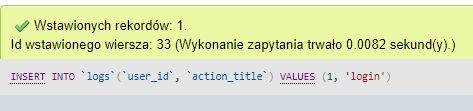 Wstawionych rekordów: 1.
Id wstawionego wiersza: 33 (Wykonanie zapytania trwało 0.0082 sekund(y).)
INSERT INTO `logs`(`user_id`, `action_title`) VALUES (1, 'login')